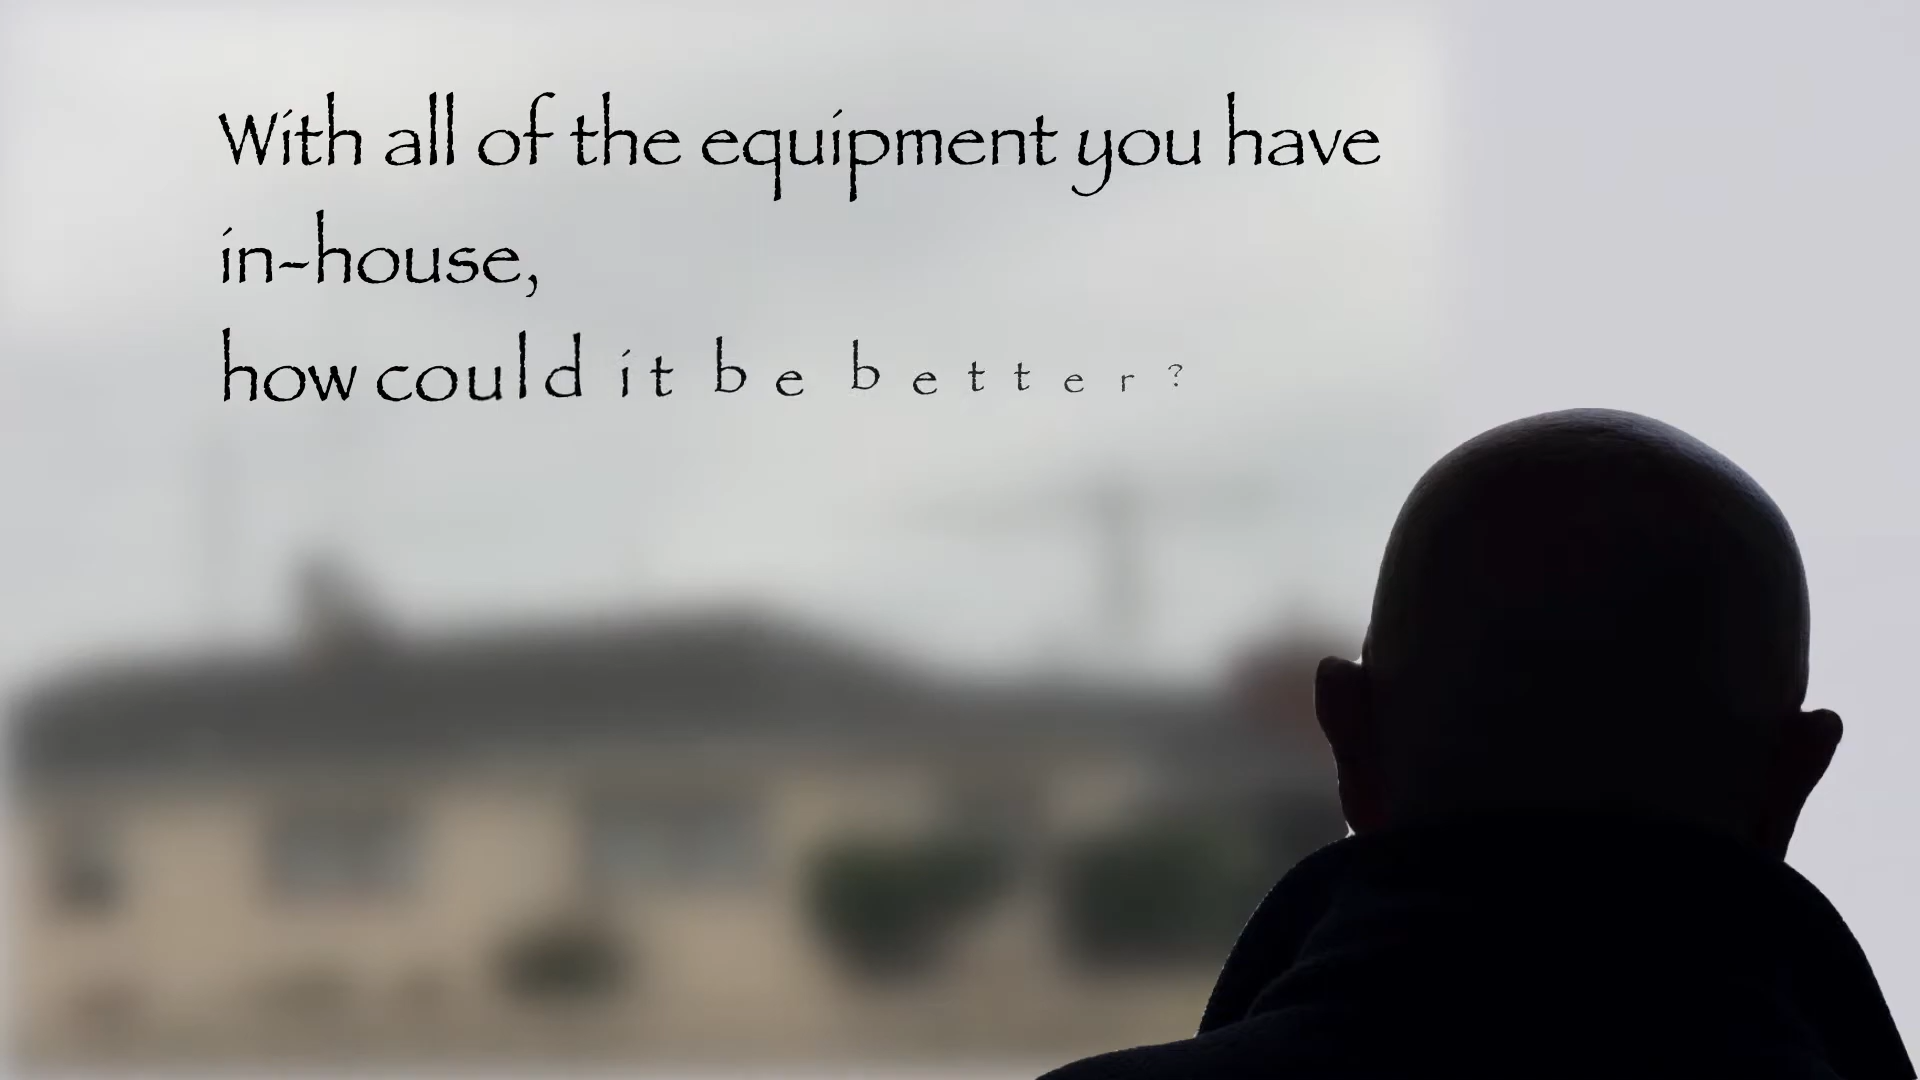 With all of the equipment you have
in-house,
how could it be better?